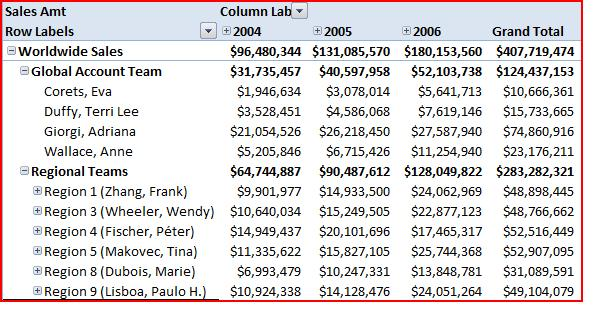 Sales Amt Column Lab
Row Labels 2004 2005 2006 Grand Total
Worldwide Sales $96,480,344 $131,085,570 $180,153,560 $407,719,474
Global Account Team $31,735,457 $40,597,958 $52,103,738 $124,437,153
Corets, Eva $1,946,634 $3,078,014 $5,641,713 $10,666,361
Duffy, Terri Lee $3,528,451 $4,586,068 $7,619,146 $15,733,665
Giorgi, Adriana $21,054,526 $26,218,450 $27,587,940 $74,860,916
Wallace, Anne $5,205,846 $6,715,426 $11,254,940 $23,176,211
Regional Teams $64,744,887 $90,487,612 $128,049,822 $283,282,321
Region 1 (Zhang, Frank) $9,901,977 $14,933,500 $24,062,969 $48,898,445
Region 3 (Wheeler, Wendy) $10,640,034 $15,249,505 $22,877,123 $48,766,662
Region 4 (Fischer, Péter) $14,949,437 $20,101,696 $17,465,317 $52,516,449
Region 5 (Makovec, Tina) $11,335,622 $15,827,105 $25,744,368 $52,907,095
Region 8 (Dubois, Marie) $6,993,479 $10,247,331 $13,848,781 $31,089,591
Region 9 (Lisboa, Paulo H.) $10,924,338 $14,128,476 $24,051,264 $49,104,079